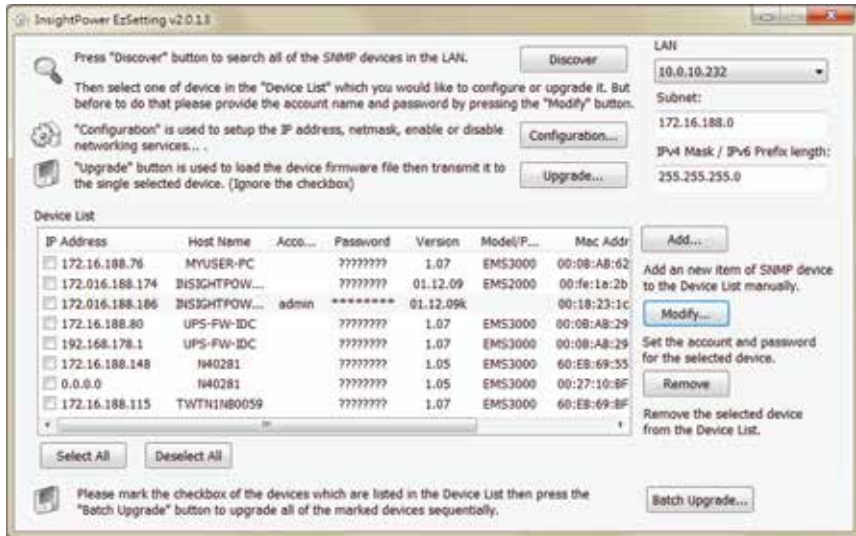 InsightPower EzSetting v2.0.13
Press "Discover" button to search all of the SNMP devices in the LAN.
Discover
Then select one of device in the "Device List" which you would like to configure or upgrade it. But
before to do that please provide the account name and password by pressing the "Modify" button.
"Configuration" is used to setup the IP address, netmask, enable or disable
networking services... .
Configuration...
"Upgrade" button is used to load the device firmware file then transmit it to
the single selected device. (Ignore the checkbox)
Upgrade...
LAN
10.0.10.232
Subnet:
172.16.188.0
IPv4 Mask / IPv6 Prefix length:
255.255.255.0
Device List
IP Address Host Name Acco... Password Version Model/P... Mac Addr
172.16.188.76 MYUSER-PC ???????? 1.07 EMS3000 00:08:A8:62
172.016.188.174 INSIGHTPOW... ???????? 01.12.09 EMS2000 00:fe:1a:2b
172.016.188.186 INSIGHTPOW... admin ******** 01.12.09k 00:18:23:1c
172.16.188.80 UPS-FW-IDC ???????? 1.07 EMS3000 00:08:A8:29
192.168.178.1 UPS-FW-IDC ???????? 1.07 EMS3000 00:08:A8:29
172.16.188.148 N40281 ???????? 1.05 EMS3000 60:EB:69:55
0.0.0.0 N40281 ???????? 1.05 EMS3000 00:27:10:BF
172.16.188.115 TWTN1NB0059 ???????? 1.07 EMS3000 60:EB:69:BF
Add...
Add an new item of SNMP device
to the Device List manually.
Modify...
Set the account and password
for the selected device.
Remove
Remove the selected device
from the Device List.
Select All
Deselect All
Please mark the checkbox of the devices which are listed in the Device List then press the
"Batch Upgrade" button to upgrade all of the marked devices sequentially.
Batch Upgrade...